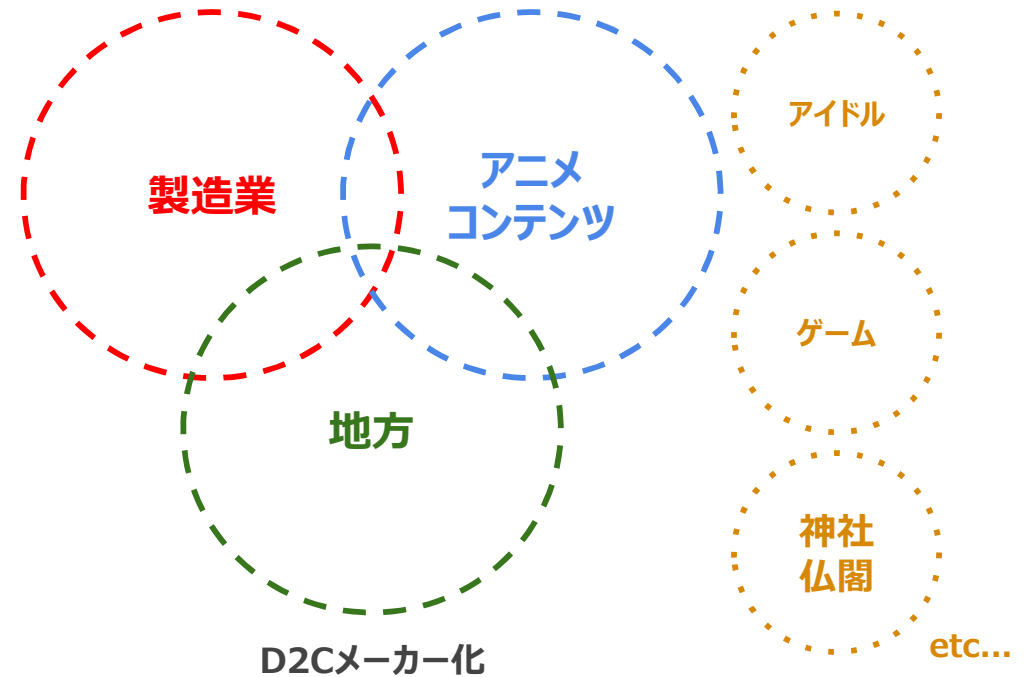 製造業
アニメ
コンテンツ
地方
D2Cメーカー化
アイドル
ゲーム
神社
仏閣
etc...